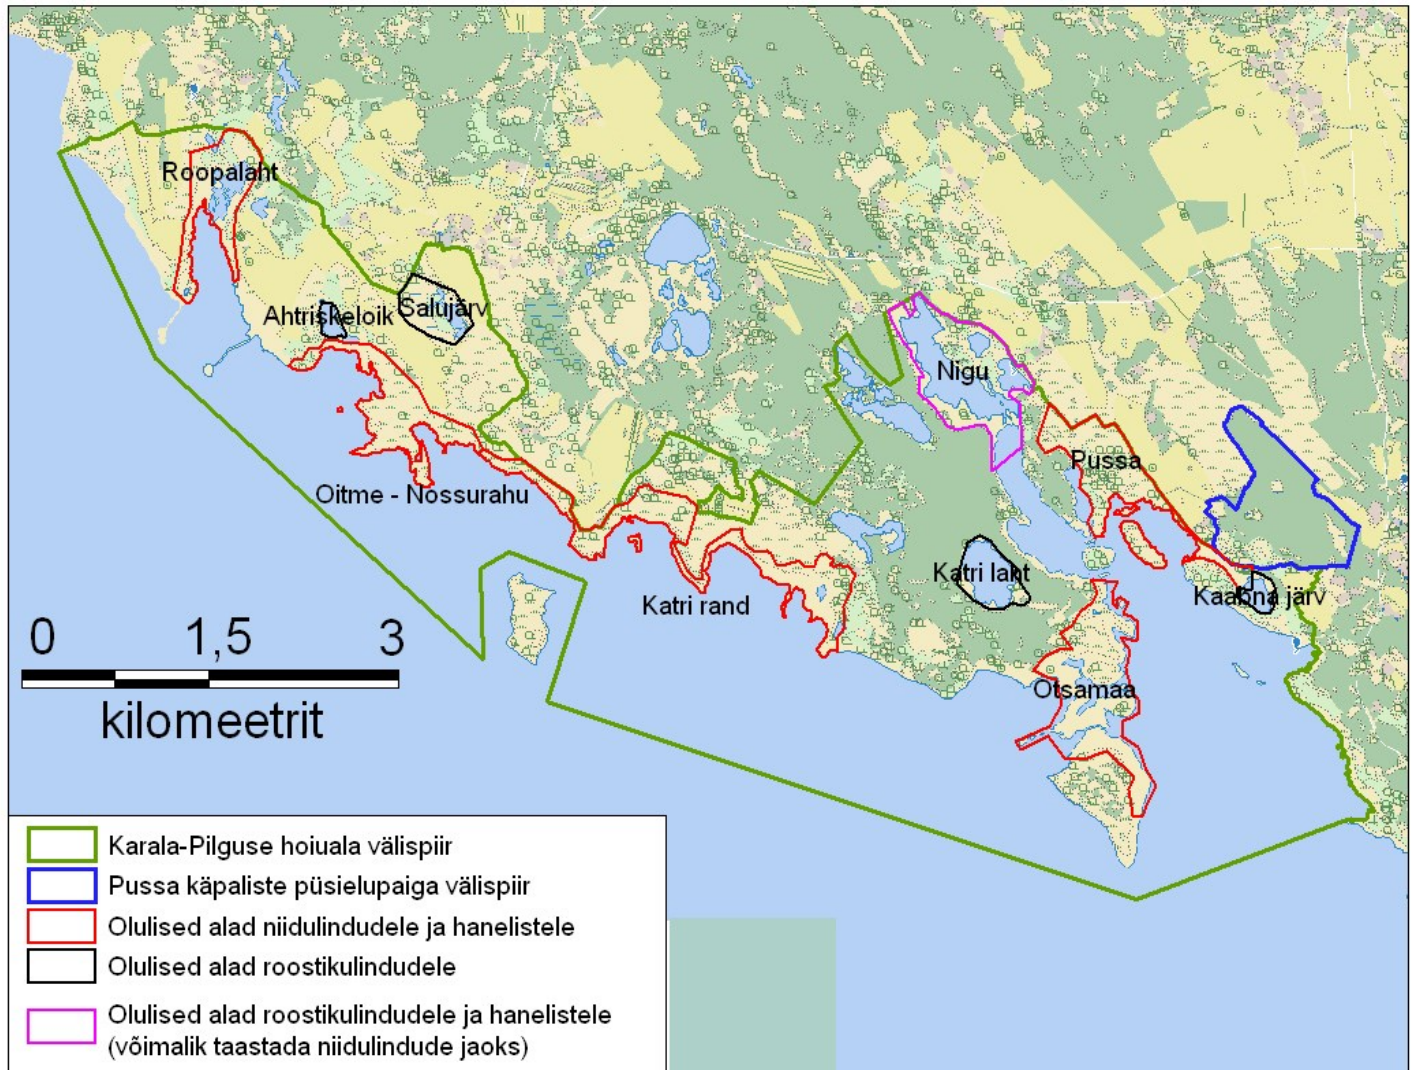 Roopalaht
Ahtriskeloik
Salujärv
Nigu
Pussa
Oitme - Nossurahu
Katri laht
Kaabna järv
Katri rand
Otsamaa
0 1,5 3
kilomeetrit
Karala-Pilguse hoiuala välispiir
Pussa käpaliste püsielupaiga välispiir
Olulised alad niidulindudele ja hanelistele
Olulised alad roostikulindudele
Olulised alad roostikulindudele ja hanelistele
(võimalik taastada niidulindude jaoks)